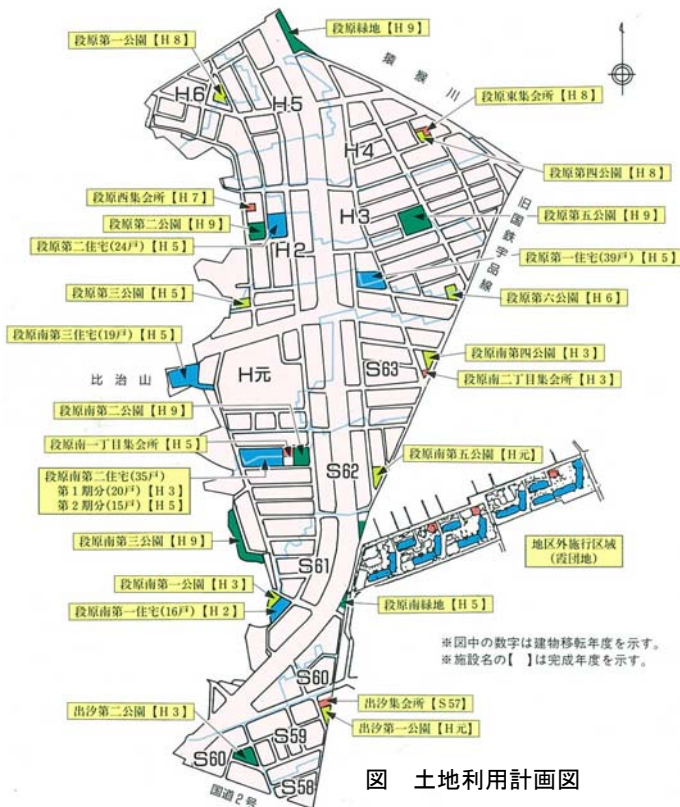 段原緑地【H9】
段原第一公園【H8】
猿猴川
H6
H5
段原東集会所【H8】
H4
段原第四公園【H8】
段原西集会所【H7】
段原第二公園【H9】
H3
段原第五公園【H9】
旧国鉄宇品線
段原第二住宅(24戸)【H5】
H2
段原第一住宅(39戸)【H5】
段原第三公園【H5】
段原第六公園【H6】
段原南第三住宅(19戸)【H5】
S63
段原南第四公園【H3】
比治山
H元
段原南二丁目集会所【H3】
段原南第二公園【H9】
段原南一丁目集会所【H5】
段原南第五公園【H元】
S62
段原南第二住宅(35戸)
第1期分(20戸)【H3】
第2期分(15戸)【H5】
段原南第三公園【H9】
地区外施行区域
(霞団地)
S61
段原南第一公園【H3】
段原南第一住宅(16戸)【H2】
段原南緑地【H5】
※図中の数字は建物移転年度を示す。
※施設名の【 】は完成年度を示す。
S60
出汐集会所【S57】
出汐第二公園【H3】
出汐第一公園【H元】
S59
S60
S58
国道2号
図 土地利用計画図